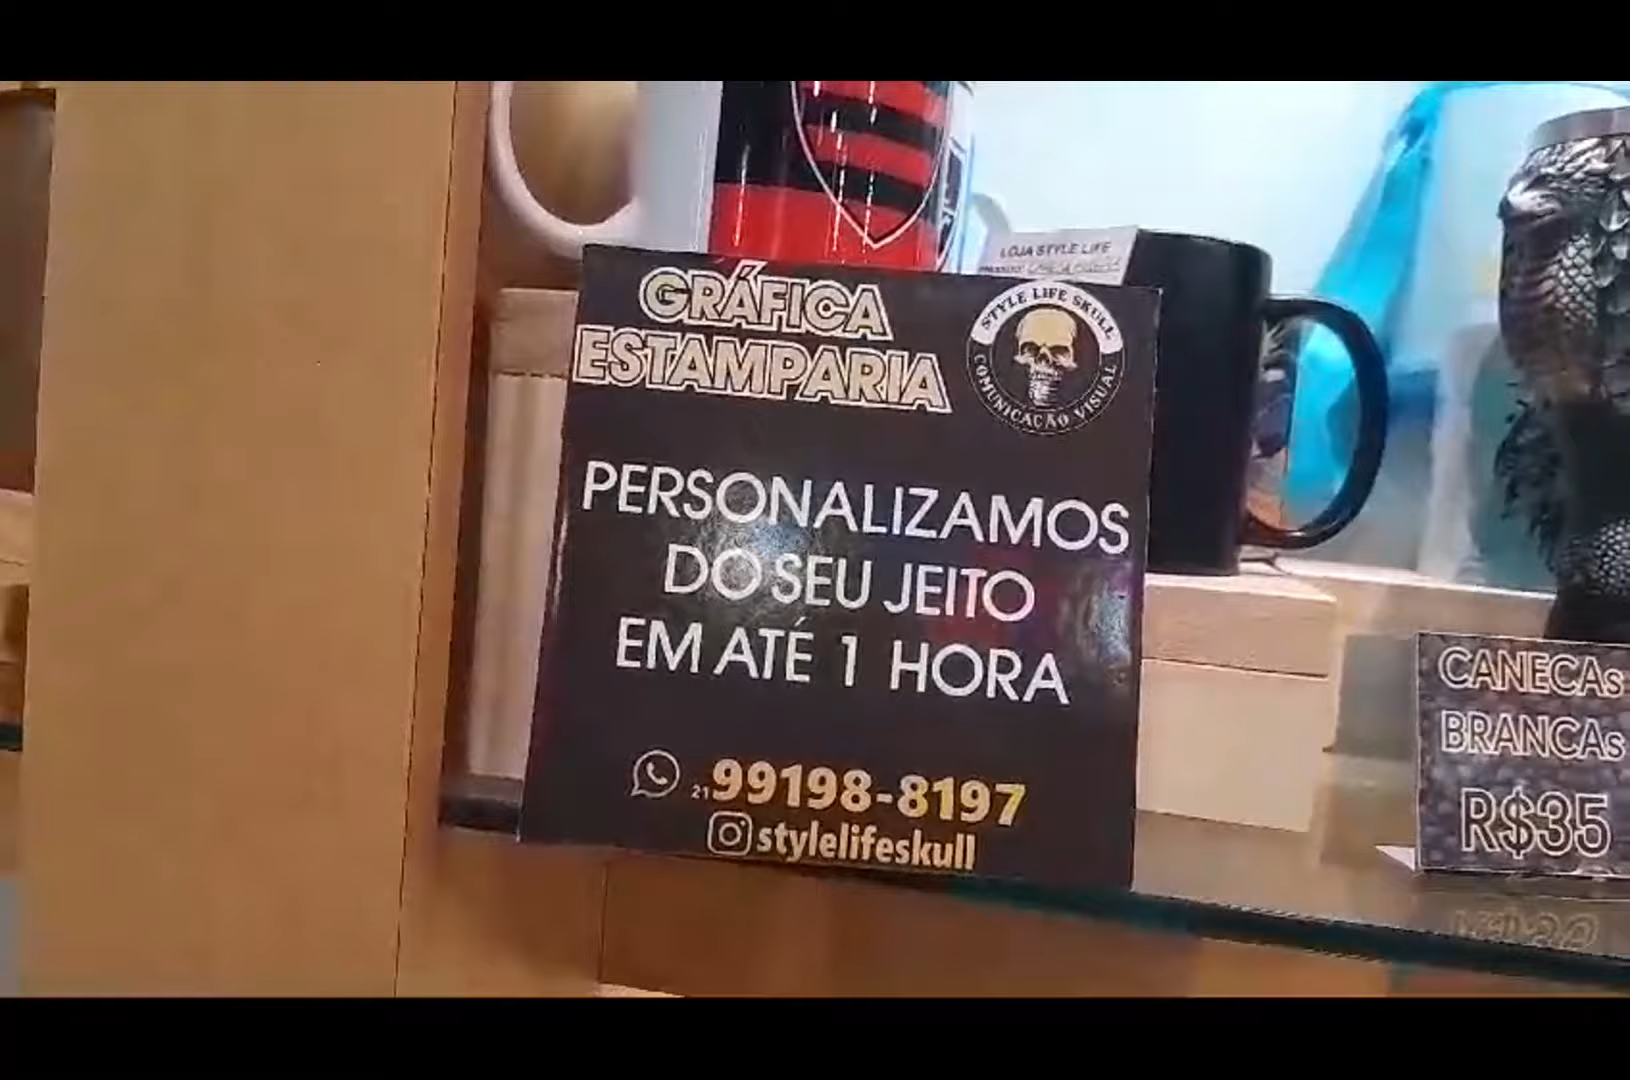 LOJA STYLE LIFE
GRÁFICA
ESTAMPARIA
STYLE LIFE SKULL
COMUNICAÇÃO VISUAL
PERSONALIZAMOS
DO SEU JEITO
EM ATÉ 1 HORA
21 99198-8197
stylelifeskull
CANECAs
BRANCAs
R$35